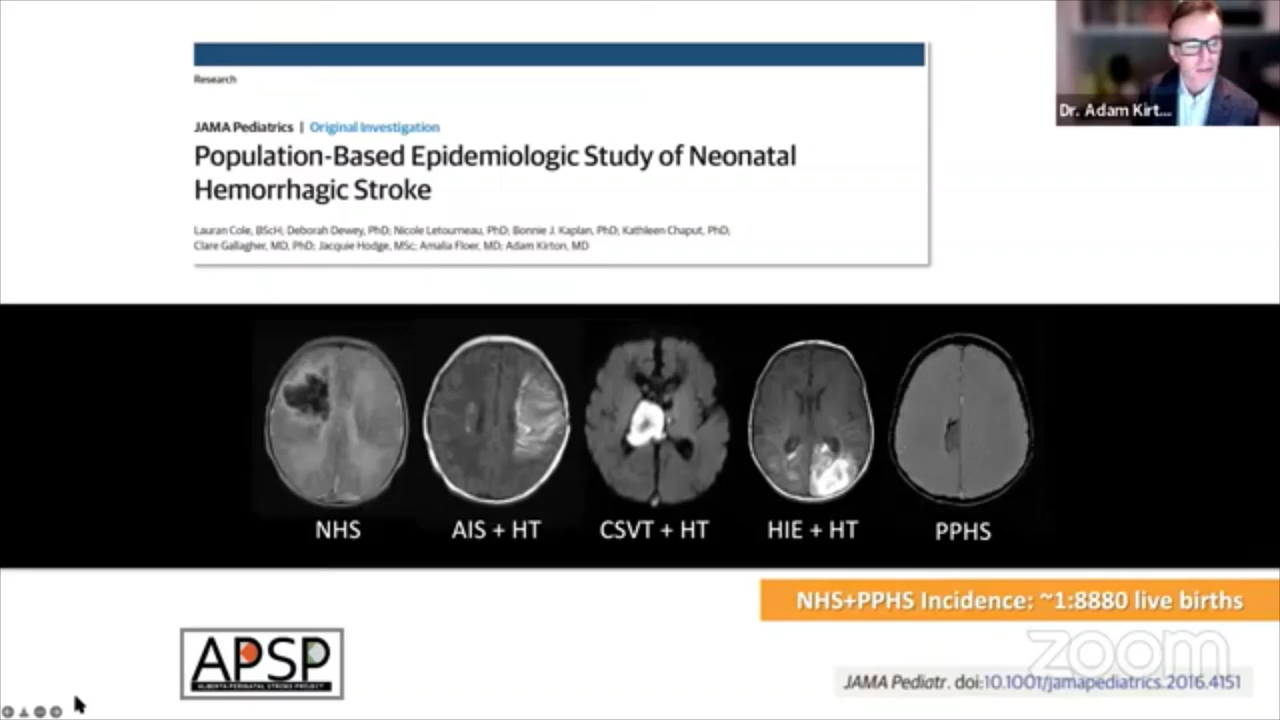 Research
JAMA Pediatrics | Original Investigation
Population-Based Epidemiologic Study of Neonatal
Hemorrhagic Stroke
Lauran Cole, BScH; Deborah Dewey, PhD; Nicole Letourneau, PhD; Bonnie J. Kaplan, PhD; Kathleen Chaput, PhD;
Clare Gallagher, MD, PhD; Jacquie Hodge, MSc; Amalia Floer, MD; Adam Kirton, MD
Dr. Adam Kirt...
NHS
AIS + HT
CSVT + HT
HIE + HT
PPHS
NHS+PPHS Incidence: ~1:8880 live births
APSP
ALBERTA PERINATAL STROKE PROJECT
zoom
JAMA Pediatr. doi:10.1001/jamapediatrics.2016.4151